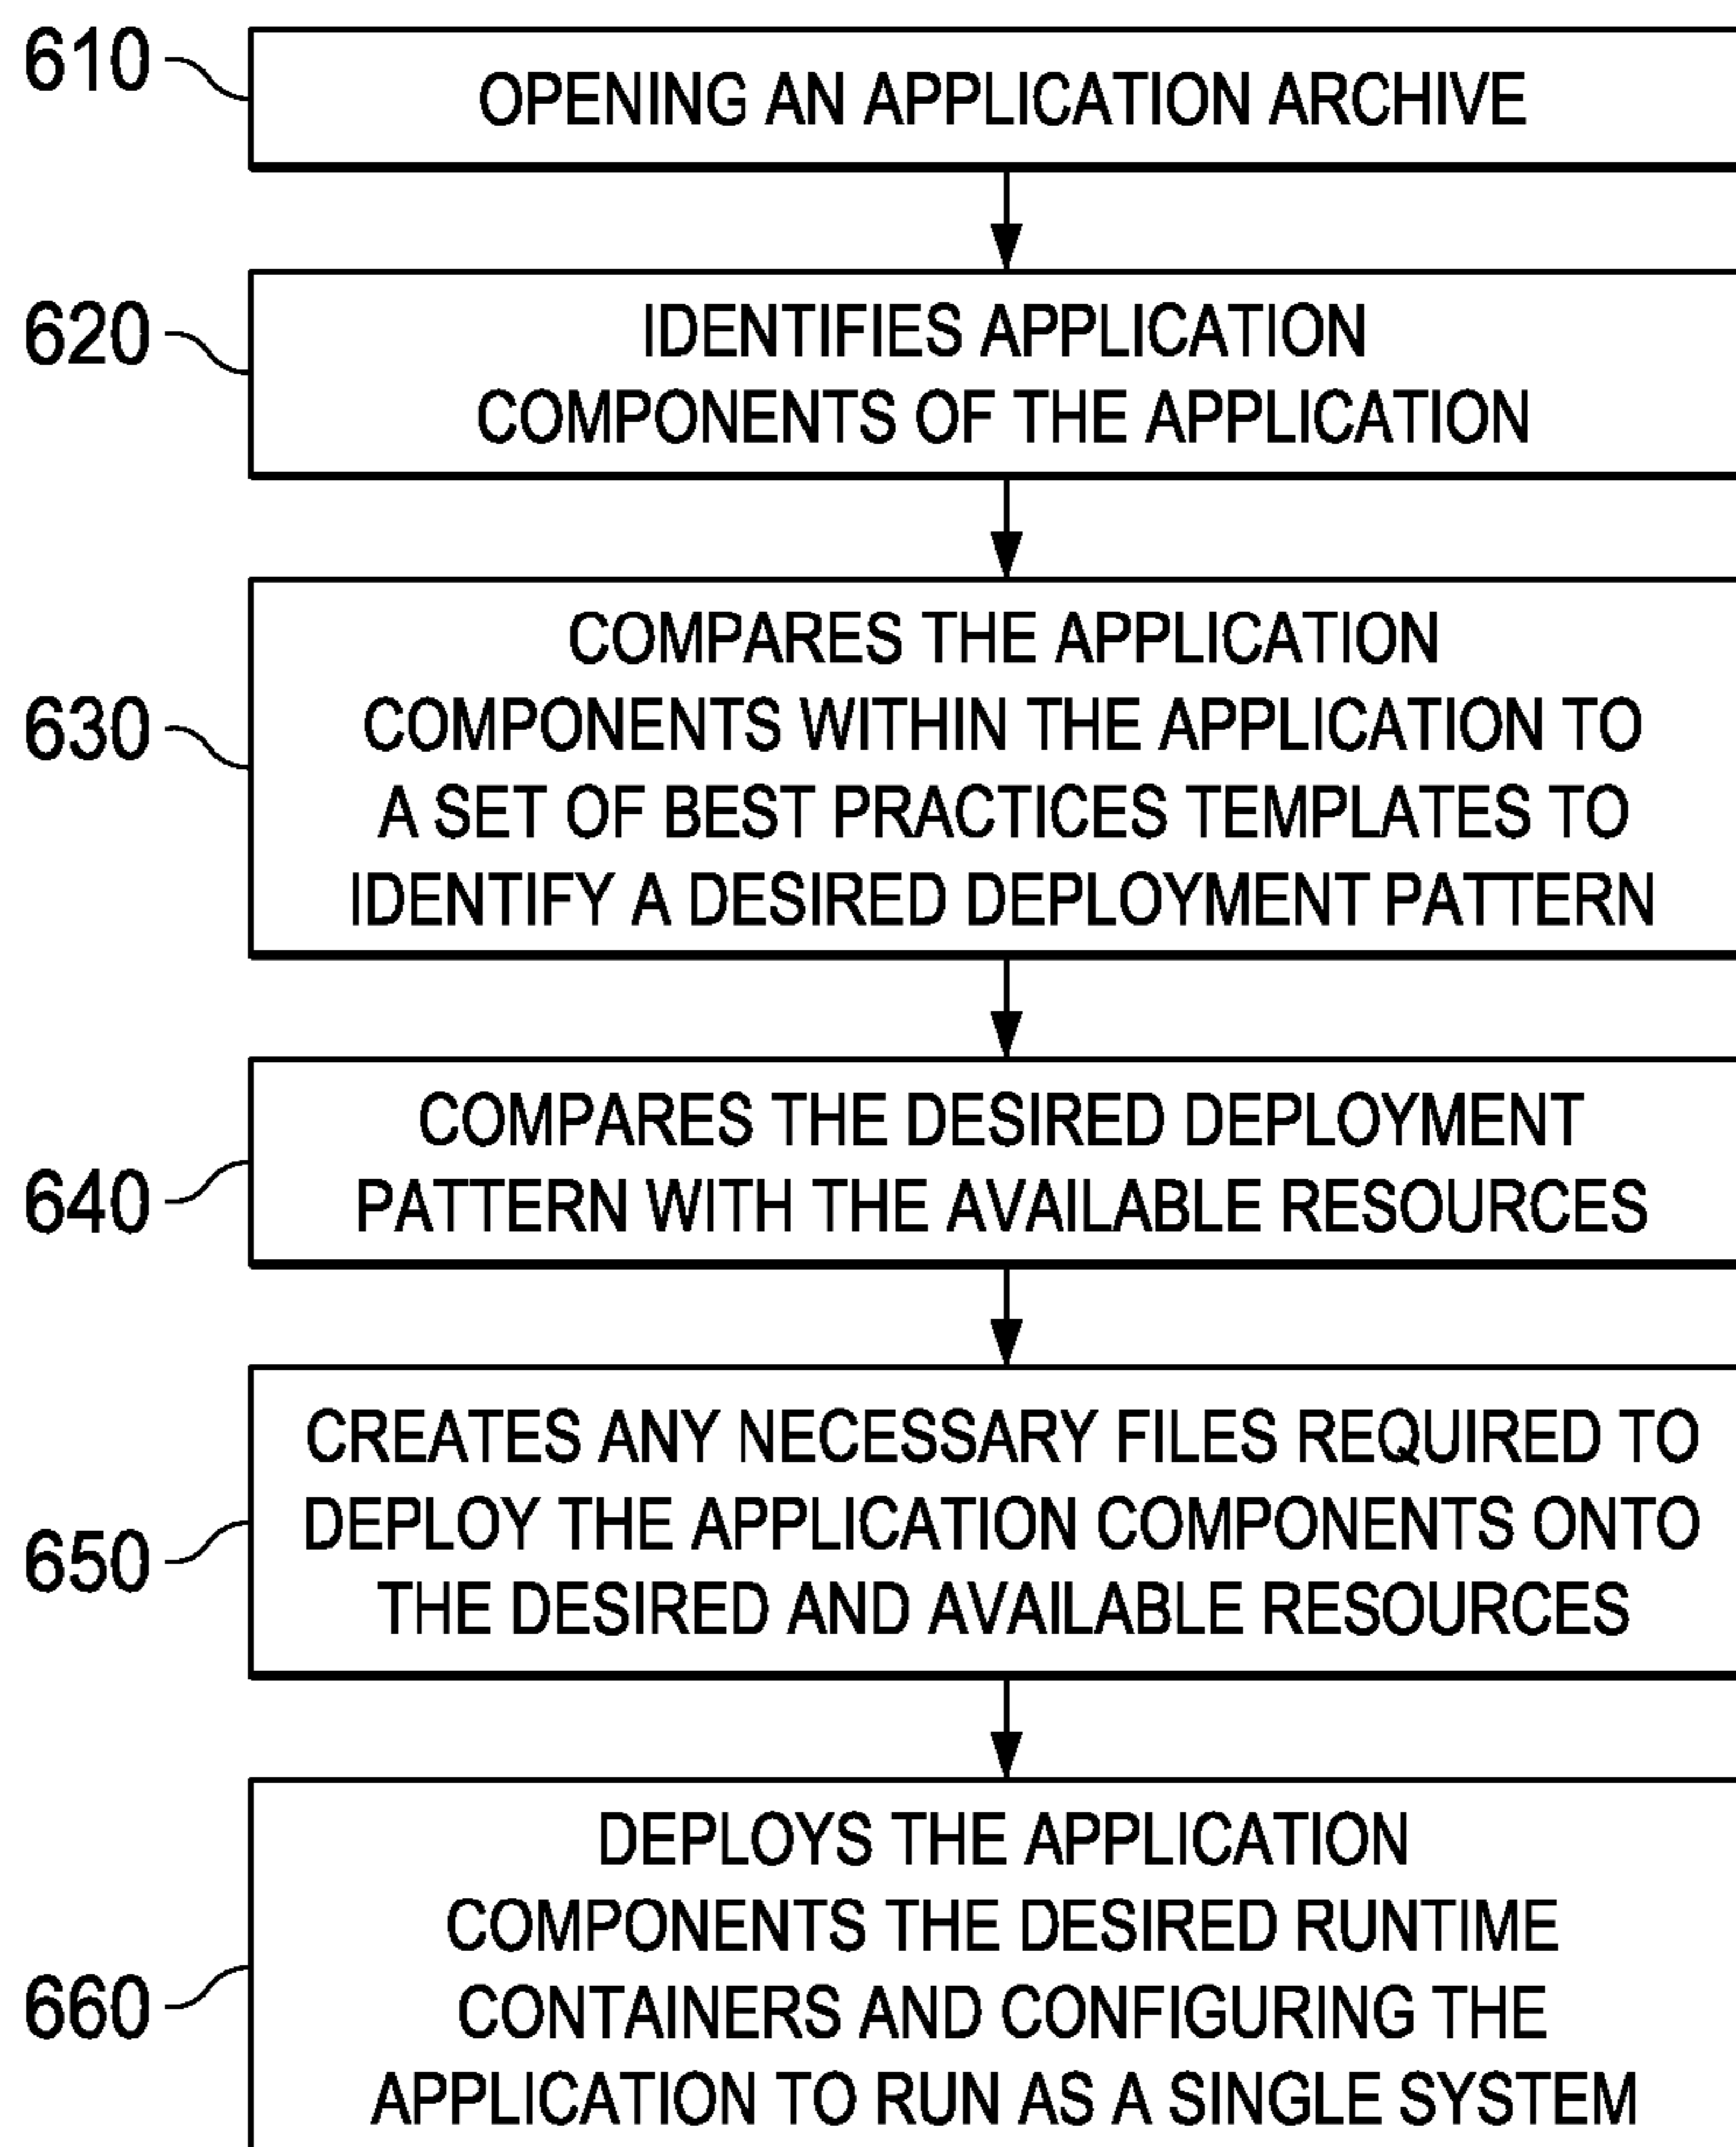 610
OPENING AN APPLICATION ARCHIVE
620
IDENTIFIES APPLICATION
COMPONENTS OF THE APPLICATION
630
COMPARES THE APPLICATION
COMPONENTS WITHIN THE APPLICATION TO
A SET OF BEST PRACTICES TEMPLATES TO
IDENTIFY A DESIRED DEPLOYMENT PATTERN
640
COMPARES THE DESIRED DEPLOYMENT
PATTERN WITH THE AVAILABLE RESOURCES
650
CREATES ANY NECESSARY FILES REQUIRED TO
DEPLOY THE APPLICATION COMPONENTS ONTO
THE DESIRED AND AVAILABLE RESOURCES
660
DEPLOYS THE APPLICATION
COMPONENTS THE DESIRED RUNTIME
CONTAINERS AND CONFIGURING THE
APPLICATION TO RUN AS A SINGLE SYSTEM